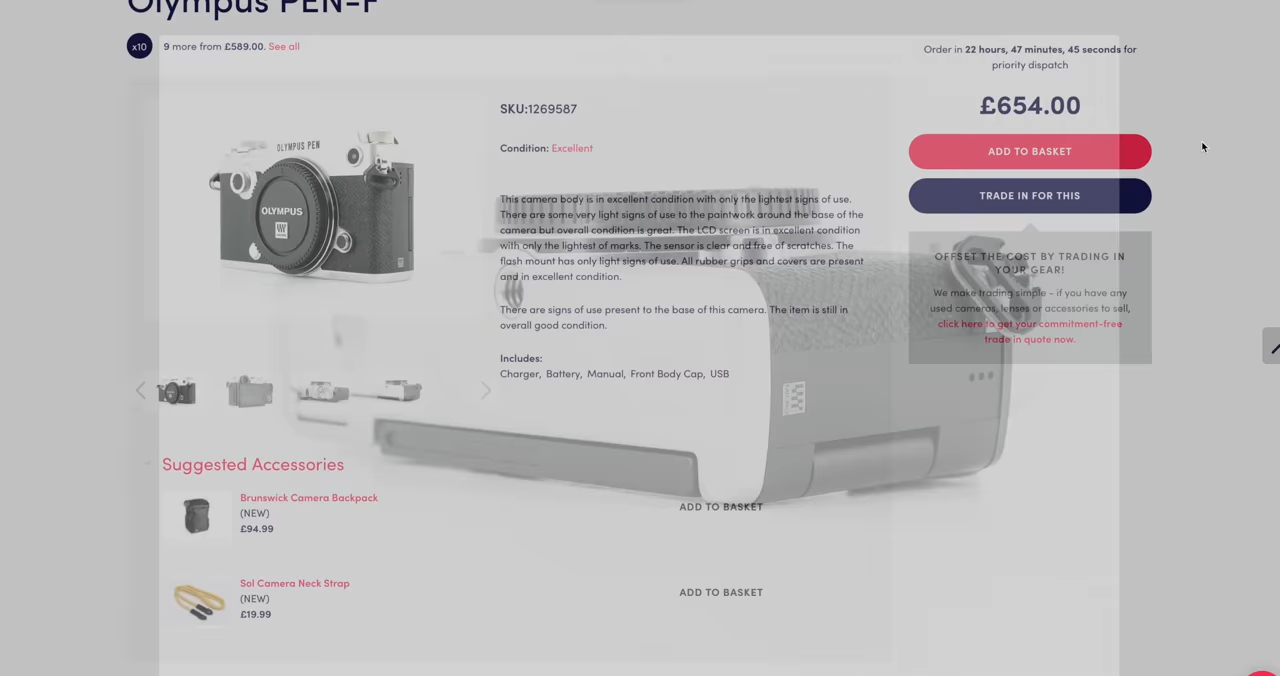 Olympus PEN-F
x10 9 more from £589.00. See all
Order in 22 hours, 47 minutes, 45 seconds for
priority dispatch
£654.00
ADD TO BASKET
TRADE IN FOR THIS
OFFSET THE COST BY TRADING IN
YOUR GEAR!
We make trading simple - if you have any
used cameras, lenses or accessories to sell,
click here to get your commitment-free
trade in quote now.
OLYMPUS PEN
OLYMPUS
SKU:1269587
Condition: Excellent
This camera body is in excellent condition with only the lightest signs of use.
There are some very light signs of use to the paintwork around the base of the
camera but overall condition is great. The LCD screen is in excellent condition
with only the lightest of marks. The sensor is clear and free of scratches. The
flash mount has only light signs of use. All rubber grips and covers are present
and in excellent condition.
There are signs of use present to the base of this camera. The item is still in
overall good condition.
Includes:
Charger, Battery, Manual, Front Body Cap, USB
Suggested Accessories
Brunswick Camera Backpack
(NEW)
£94.99
ADD TO BASKET
Sol Camera Neck Strap
(NEW)
£19.99
ADD TO BASKET